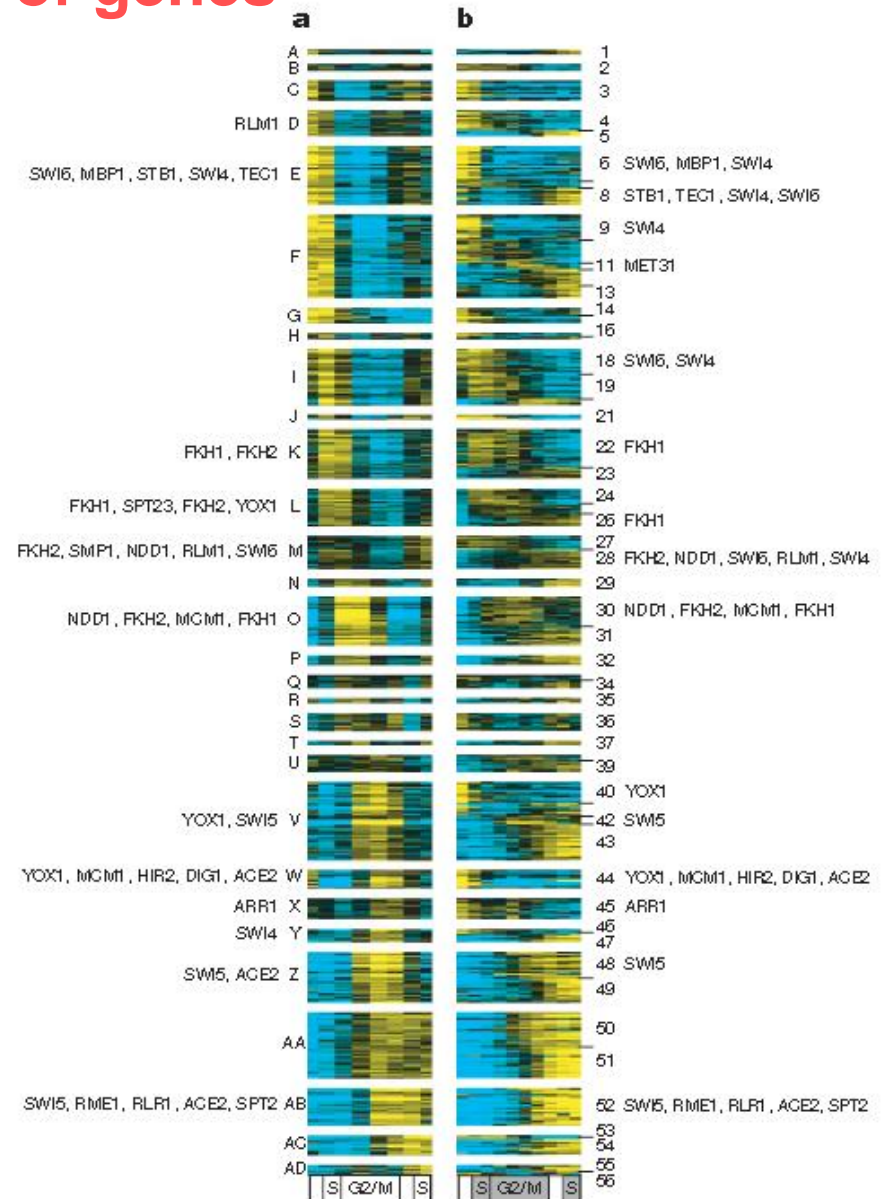 of genes
a b
A 1
B 2
C 3
RLM1 D 4
5
SWI6, MBP1, STB1, SWI4, TEC1 E 6 SWI6, MBP1, SWI4
8 STB1, TEC1, SWI4, SWI6
F 9 SWI4
11 MET31
13
G 14
H 16
I 18 SWI6, SWI4
19
J 21
FKH1, FKH2 K 22 FKH1
23
FKH1, SPT23, FKH2, YOX1 L 24
26 FKH1
FKH2, SMP1, NDD1, RLM1, SWI6 M 27
28 FKH2, NDD1, SWI6, RLM1, SWI4
N 29
NDD1, FKH2, MCM1, FKH1 O 30 NDD1, FKH2, MCM1, FKH1
31
P 32
Q 34
R 35
S 36
T 37
U 39
YOX1, SWI5 V 40 YOX1
42 SWI5
43
YOX1, MCM1, HIR2, DIG1, ACE2 W 44 YOX1, MCM1, HIR2, DIG1, ACE2
ARR1 X 45 ARR1
SWI4 Y 46
47
SWI5, ACE2 Z 48 SWI5
49
AA 50
51
SWI5, RME1, RLR1, ACE2, SPT2 AB 52 SWI5, RME1, RLR1, ACE2, SPT2
53
AC 54
AD 55
56
S G2/M S S G2/M S